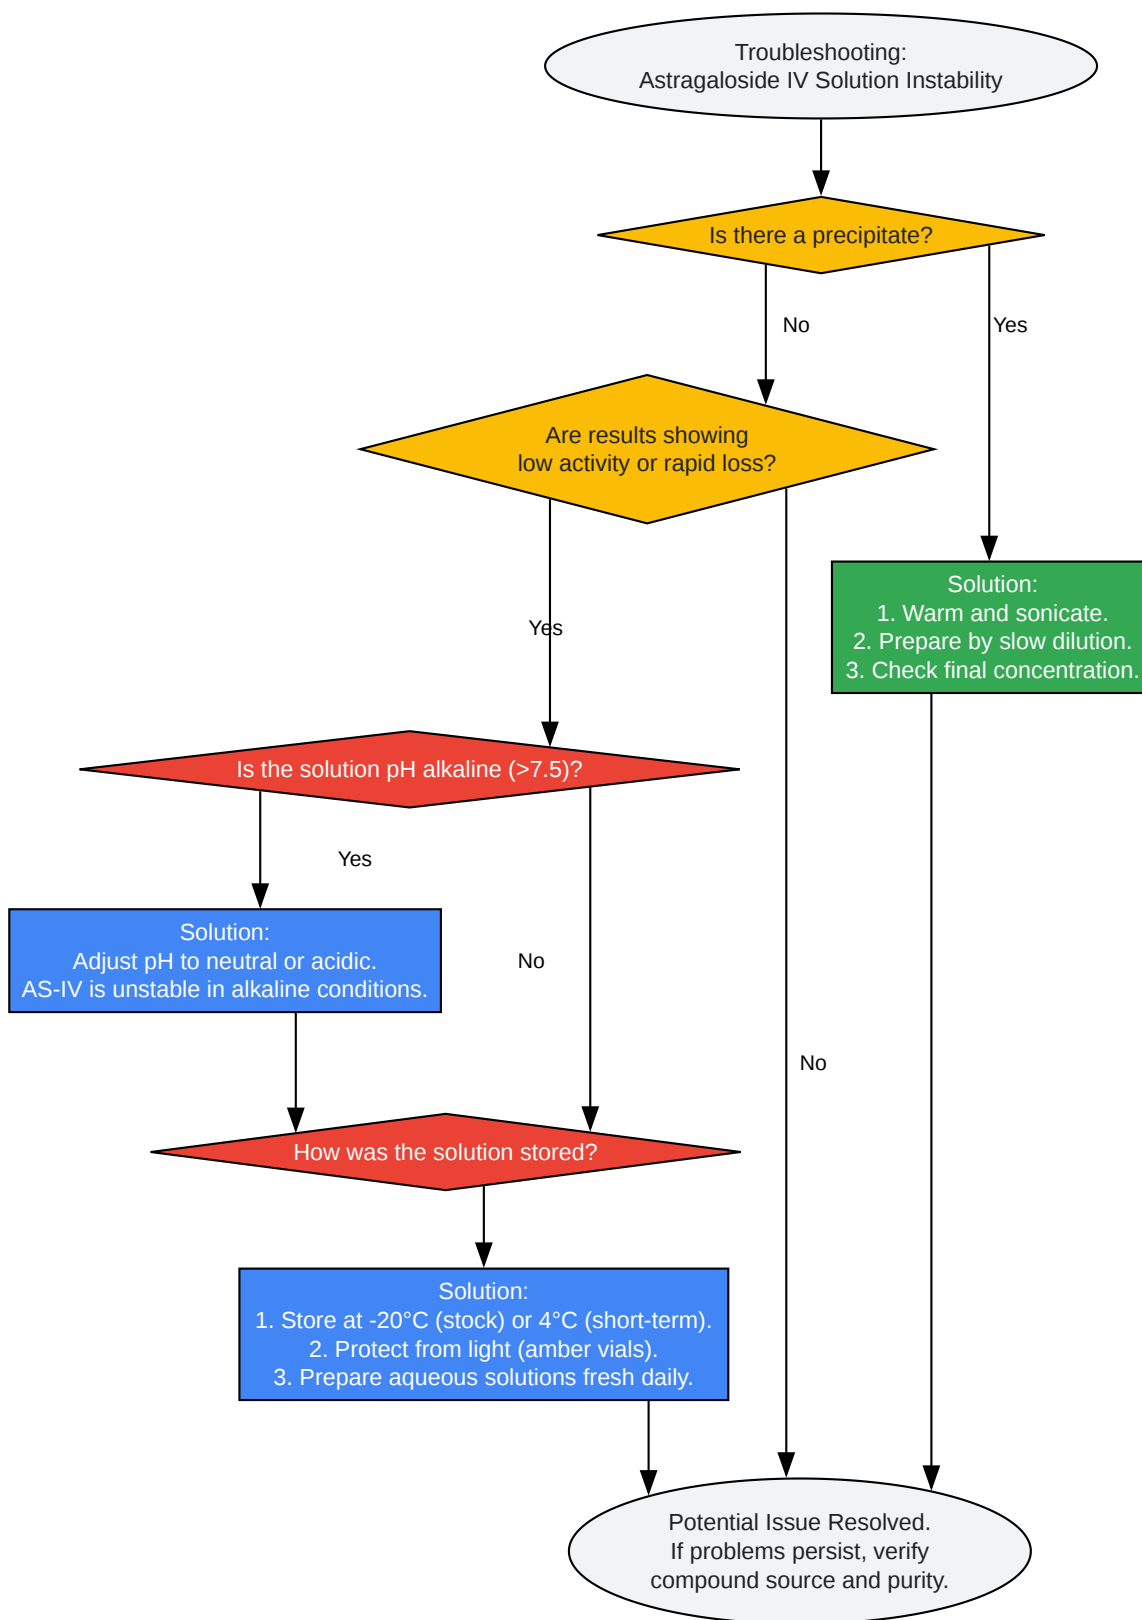 Troubleshooting:
Astragaloside IV Solution Instability
Is there a precipitate?
No
Yes
Are results showing
low activity or rapid loss?
Solution:
1. Warm and sonicate.
2. Prepare by slow dilution.
3. Check final concentration.
Yes
Is the solution pH alkaline (>7.5)?
Yes
Solution:
Adjust pH to neutral or acidic.
AS-IV is unstable in alkaline conditions.
No
No
How was the solution stored?
Solution:
1. Store at -20°C (stock) or 4°C (short-term).
2. Protect from light (amber vials).
3. Prepare aqueous solutions fresh daily.
Potential Issue Resolved.
If problems persist, verify
compound source and purity.